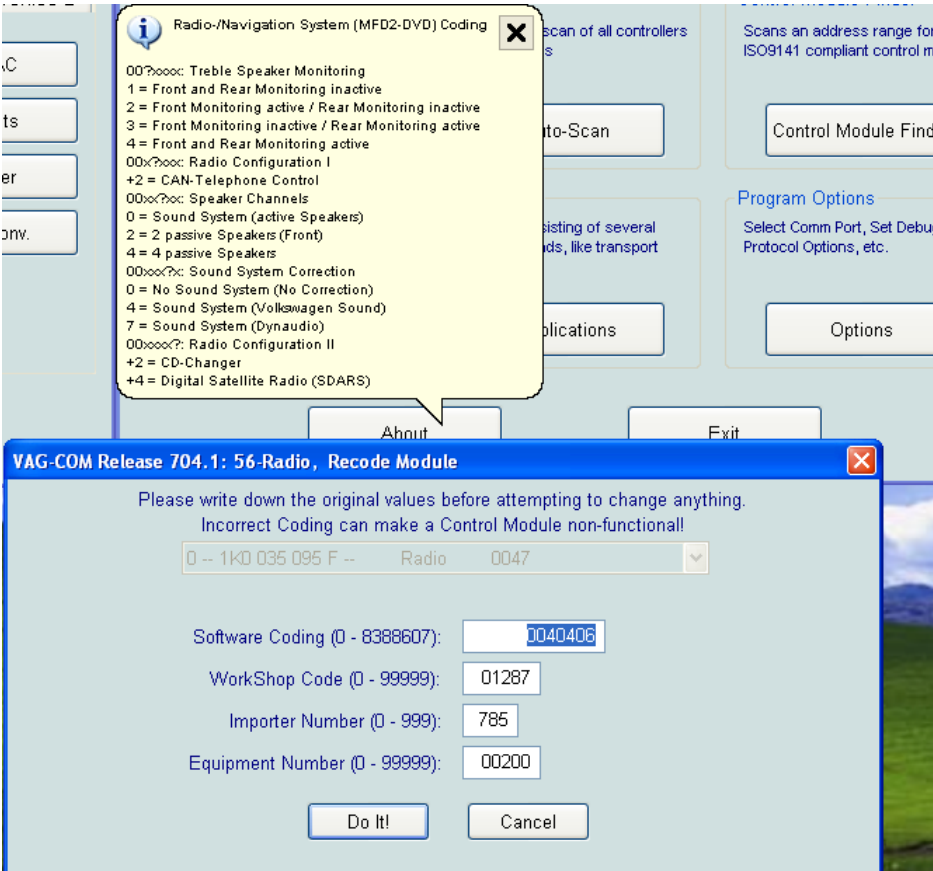 Radio-/Navigation System (MFD2-DVD) Coding
00?xxxx: Treble Speaker Monitoring
1 = Front and Rear Monitoring inactive
2 = Front Monitoring active / Rear Monitoring inactive
3 = Front Monitoring inactive / Rear Monitoring active
4 = Front and Rear Monitoring active
00x?xxx: Radio Configuration I
+2 = CAN-Telephone Control
00xx?xx: Speaker Channels
0 = Sound System (active Speakers)
2 = 2 passive Speakers (Front)
4 = 4 passive Speakers
00xxx?x: Sound System Correction
0 = No Sound System (No Correction)
4 = Sound System (Volkswagen Sound)
7 = Sound System (Dynaudio)
00xxxx?: Radio Configuration II
+2 = CD-Changer
+4 = Digital Satellite Radio (SDARS)
scan of all controllers
s
Scans an address range for
ISO9141 compliant control m
AC
ts
er
onv.
to-Scan
Control Module Find
Program Options
sisting of several
ds, like transport
Select Comm Port, Set Debu
Protocol Options, etc.
plications
Options
About
Exit
VAG-COM Release 704.1: 56-Radio, Recode Module
Please write down the original values before attempting to change anything.
Incorrect Coding can make a Control Module non-functional!
0 -- 1K0 035 095 F -- Radio 0047
Software Coding (0 - 8388607): 0040406
WorkShop Code (0 - 99999): 01287
Importer Number (0 - 999): 785
Equipment Number (0 - 99999): 00200
Do It!
Cancel